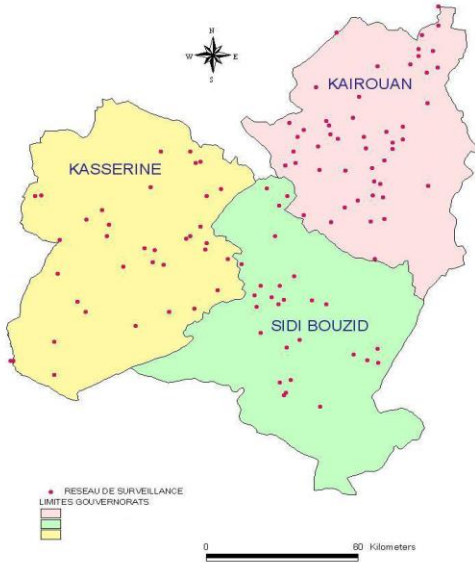 N
W E
S
KAIROUAN
KASSERINE
SIDI BOUZID
RESEAU DE SURVEILLANCE
LIMITES GOUVERNORATS
0 60 Kilometers